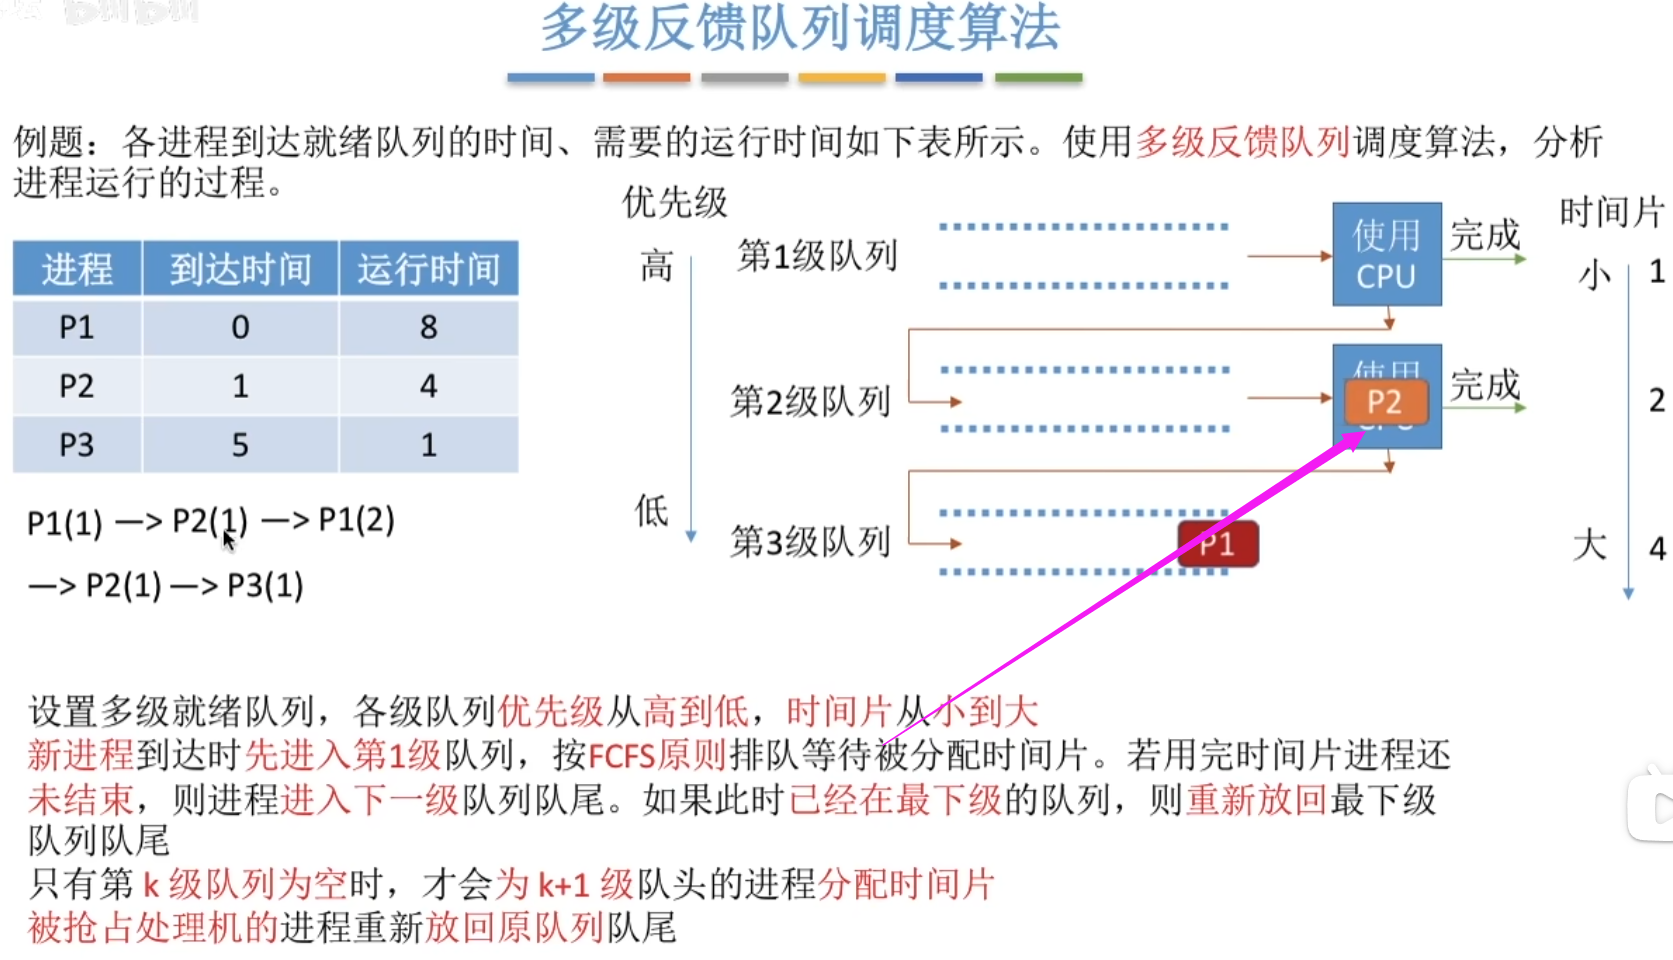 多级反馈队列调度算法
例题：各进程到达就绪队列的时间、需要的运行时间如下表所示。使用多级反馈队列调度算法，分析
进程运行的过程。
进程 到达时间 运行时间
P1 0 8
P2 1 4
P3 5 1
P1(1) —> P2(1) —> P1(2)
—> P2(1) —> P3(1)
优先级
高
低
第1级队列
使用
CPU
完成
第2级队列
使用
P2
完成
第3级队列
P1
时间片
小 1
2
大 4
设置多级就绪队列，各级队列优先级从高到低，时间片从小到大
新进程到达时先进入第1级队列，按FCFS原则排队等待被分配时间片。若用完时间片进程还
未结束，则进程进入下一级队列队尾。如果此时已经在最下级的队列，则重新放回最下级
队列队尾
只有第 k 级队列为空时，才会为 k+1 级队头的进程分配时间片
被抢占处理机的进程重新放回原队列队尾